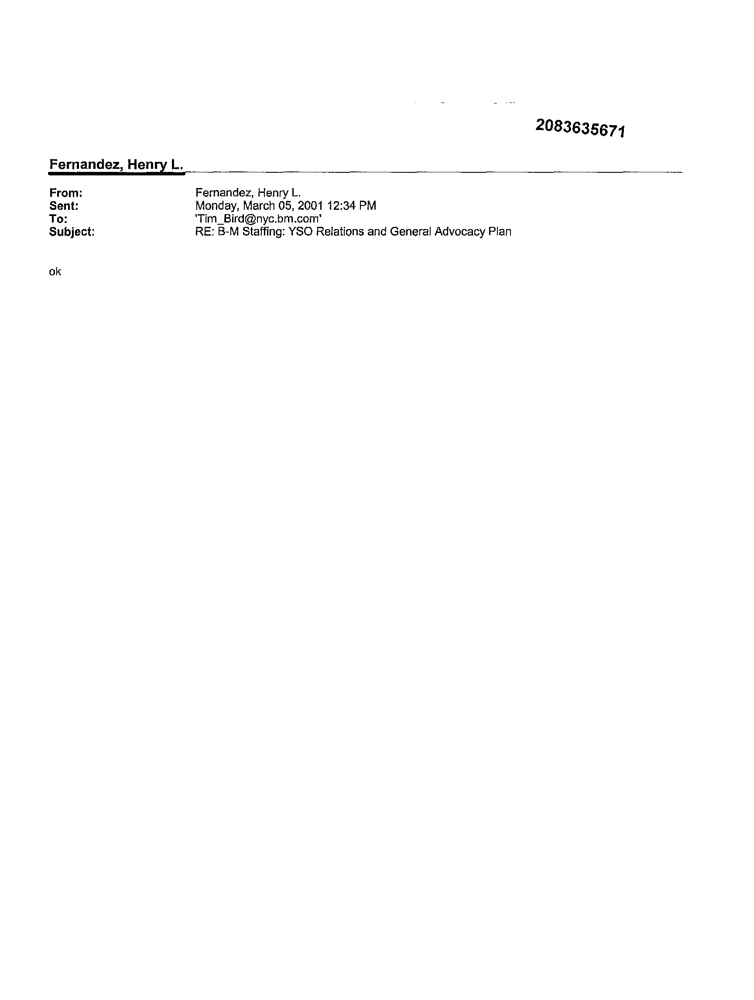 2083635671
Fernandez, Henry L.
From: Fernandez, Henry L.
Sent: Monday, March 05, 2001 12:34 PM
To: 'Tim_Bird@nyc.bm.com'
Subject: RE: B-M Staffing: YSO Relations and General Advocacy Plan
ok